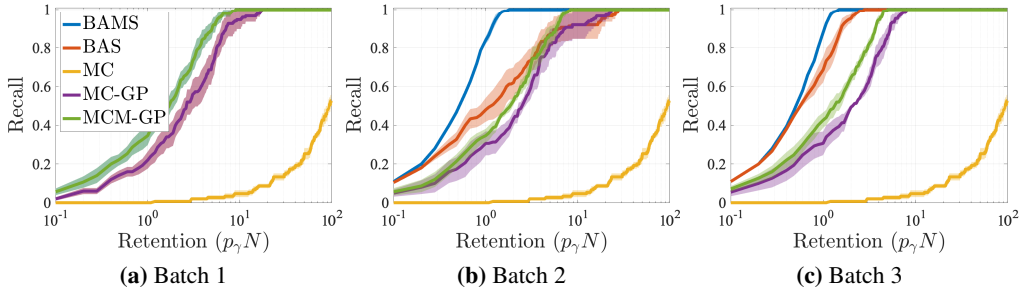 BAMS
BAS
MC
MC-GP
MCM-GP
Recall
1
0.8
0.6
0.4
0.2
0
10^-1
10^0
10^1
10^2
Retention (p_γ N)
(a) Batch 1
Recall
1
0.8
0.6
0.4
0.2
0
10^-1
10^0
10^1
10^2
Retention (p_γ N)
(b) Batch 2
Recall
1
0.8
0.6
0.4
0.2
0
10^-1
10^0
10^1
10^2
Retention (p_γ N)
(c) Batch 3